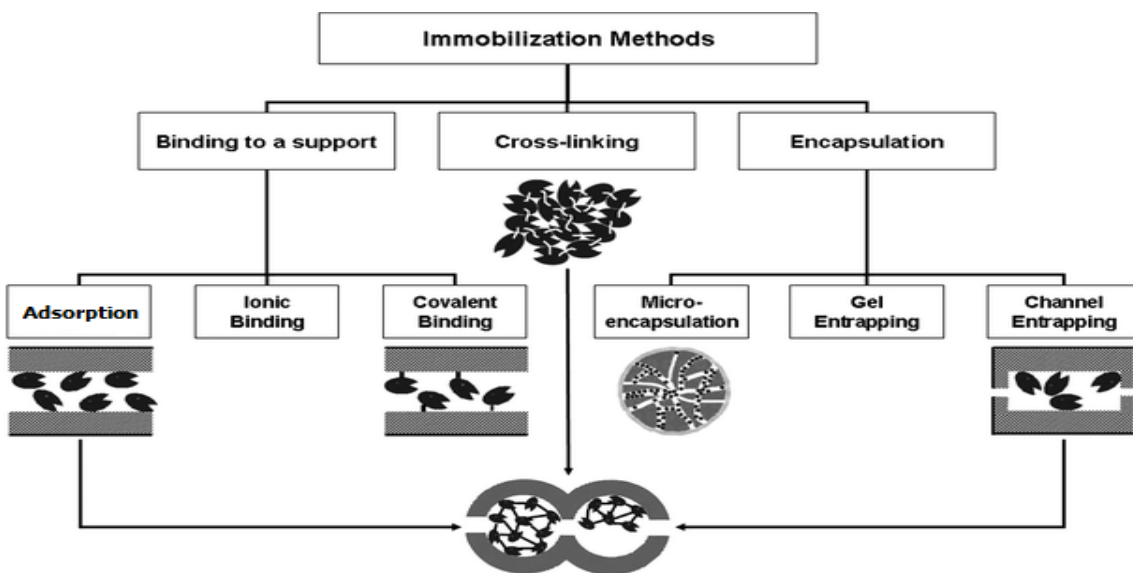 Immobilization Methods
Binding to a support
Cross-linking
Encapsulation
Adsorption
Ionic
Binding
Covalent
Binding
Micro-
encapsulation
Gel
Entrapping
Channel
Entrapping